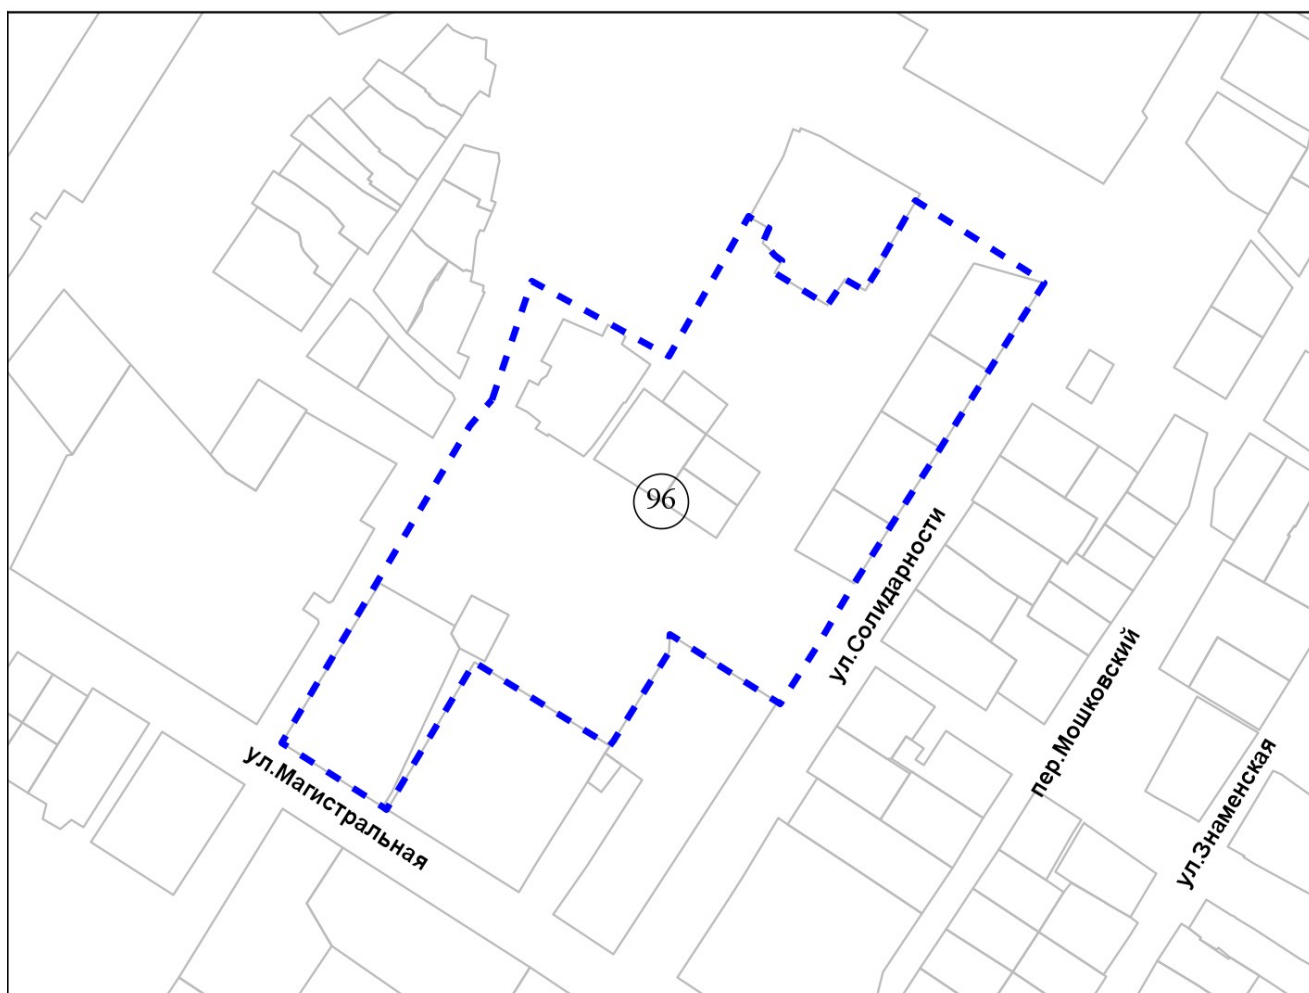 96
ул.Солидарности
пер.Мошковский
ул.Знаменская
ул.Магистральная